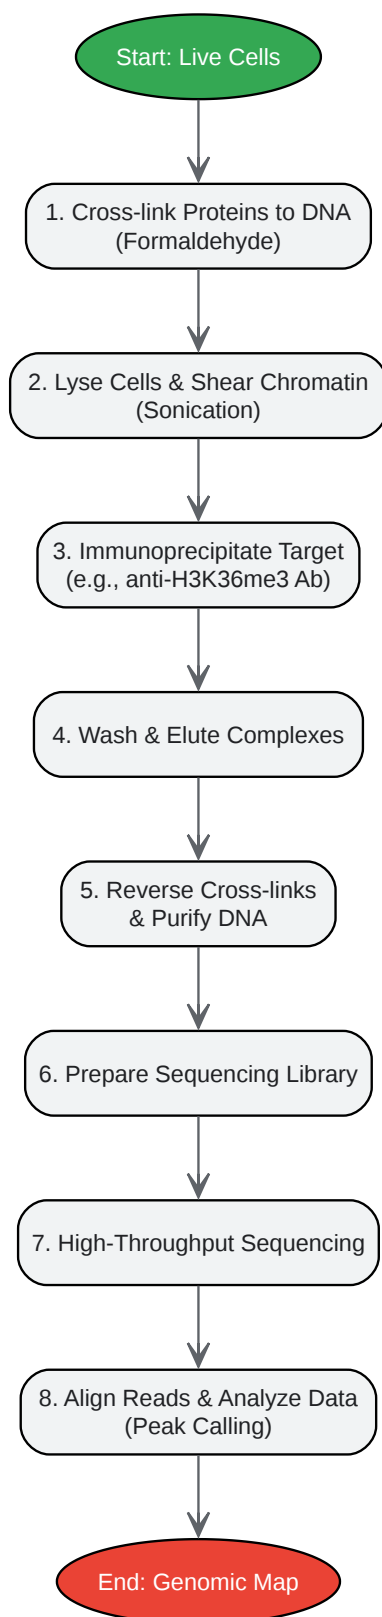 Start: Live Cells
1. Cross-link Proteins to DNA
(Formaldehyde)
2. Lyse Cells & Shear Chromatin
(Sonication)
3. Immunoprecipitate Target
(e.g., anti-H3K36me3 Ab)
4. Wash & Elute Complexes
5. Reverse Cross-links
& Purify DNA
6. Prepare Sequencing Library
7. High-Throughput Sequencing
8. Align Reads & Analyze Data
(Peak Calling)
End: Genomic Map